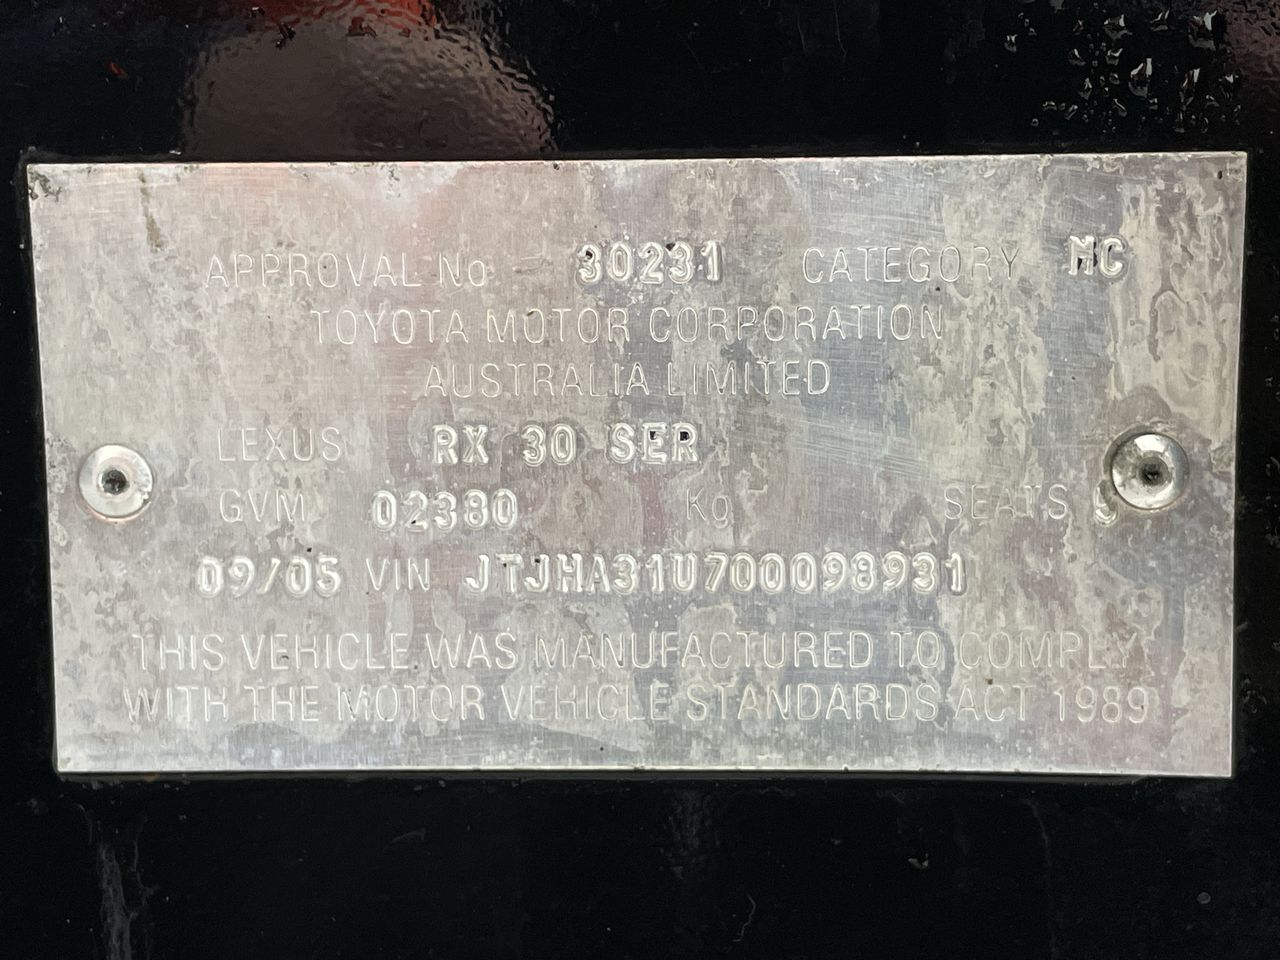 APPROVAL No 30231 CATEGORY MC
TOYOTA MOTOR CORPORATION
AUSTRALIA LIMITED
LEXUS RX 30 SER
GVM 02380 Kg SEATS 5
09/05 VIN JTJHA31U700098931
THIS VEHICLE WAS MANUFACTURED TO COMPLY
WITH THE MOTOR VEHICLE STANDARDS ACT 1989